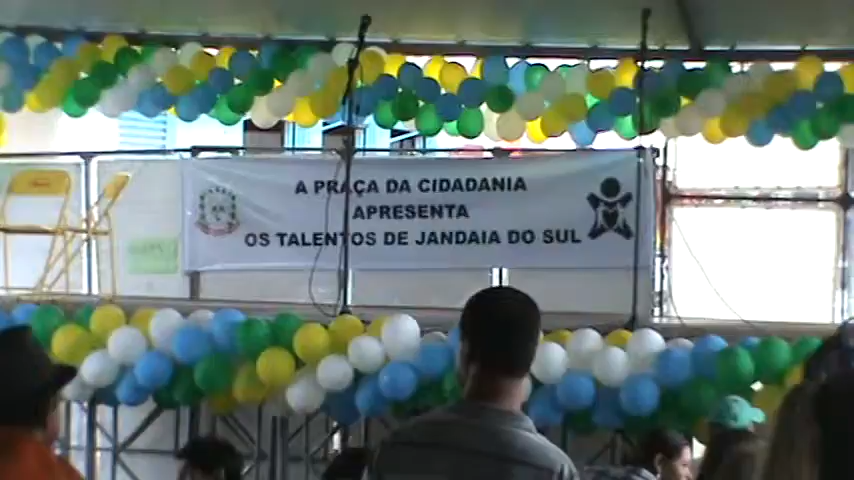 A PRAÇA DA CIDADANIA
APRESENTA
OS TALENTOS DE JANDAIA DO SUL